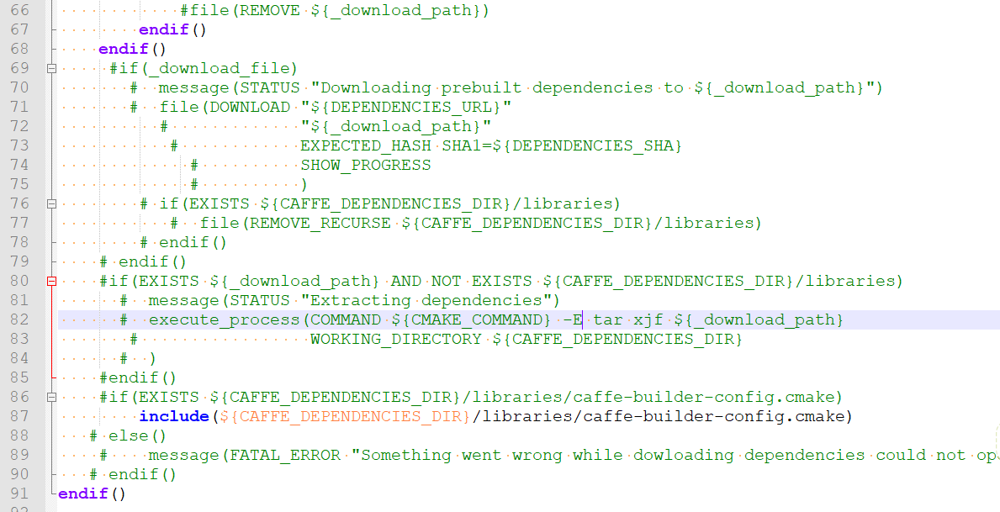 66 #file(REMOVE ${_download_path})
67 endif()
68 endif()
69 #if(_download_file)
70 # message(STATUS "Downloading prebuilt dependencies to ${_download_path}")
71 # file(DOWNLOAD "${DEPENDENCIES_URL}"
72 # "${_download_path}"
73 # EXPECTED_HASH SHA1=${DEPENDENCIES_SHA}
74 # SHOW_PROGRESS
75 # )
76 # if(EXISTS ${CAFFE_DEPENDENCIES_DIR}/libraries)
77 # file(REMOVE_RECURSE ${CAFFE_DEPENDENCIES_DIR}/libraries)
78 # endif()
79 # endif()
80 #if(EXISTS ${_download_path} AND NOT EXISTS ${CAFFE_DEPENDENCIES_DIR}/libraries)
81 # message(STATUS "Extracting dependencies")
82 # execute_process(COMMAND ${CMAKE_COMMAND} -E tar xjf ${_download_path}
83 # WORKING_DIRECTORY ${CAFFE_DEPENDENCIES_DIR}
84 # )
85 #endif()
86 #if(EXISTS ${CAFFE_DEPENDENCIES_DIR}/libraries/caffe-builder-config.cmake)
87 include(${CAFFE_DEPENDENCIES_DIR}/libraries/caffe-builder-config.cmake)
88 # else()
89 # message(FATAL_ERROR "Something went wrong while dowloading dependencies could not op
90 # endif()
91 endif()